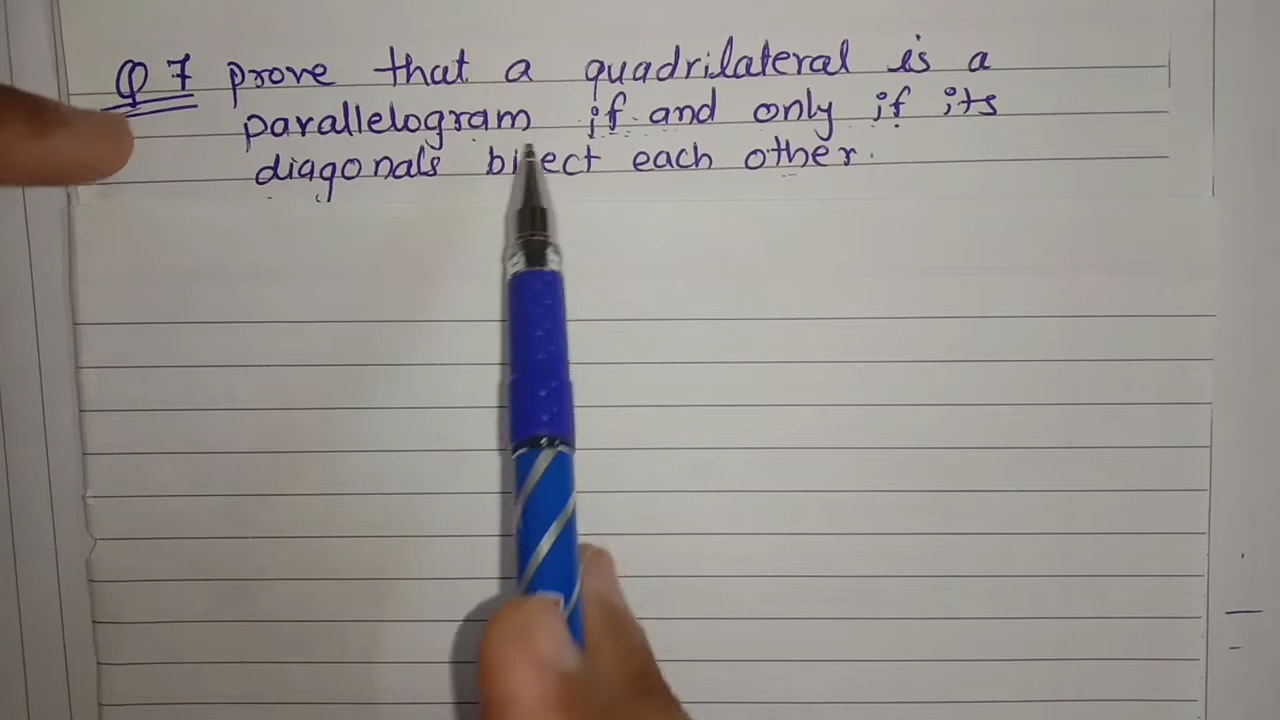 Q 7 prove that a quadrilateral is a
parallelogram if and only if its
diagonals bisect each other.